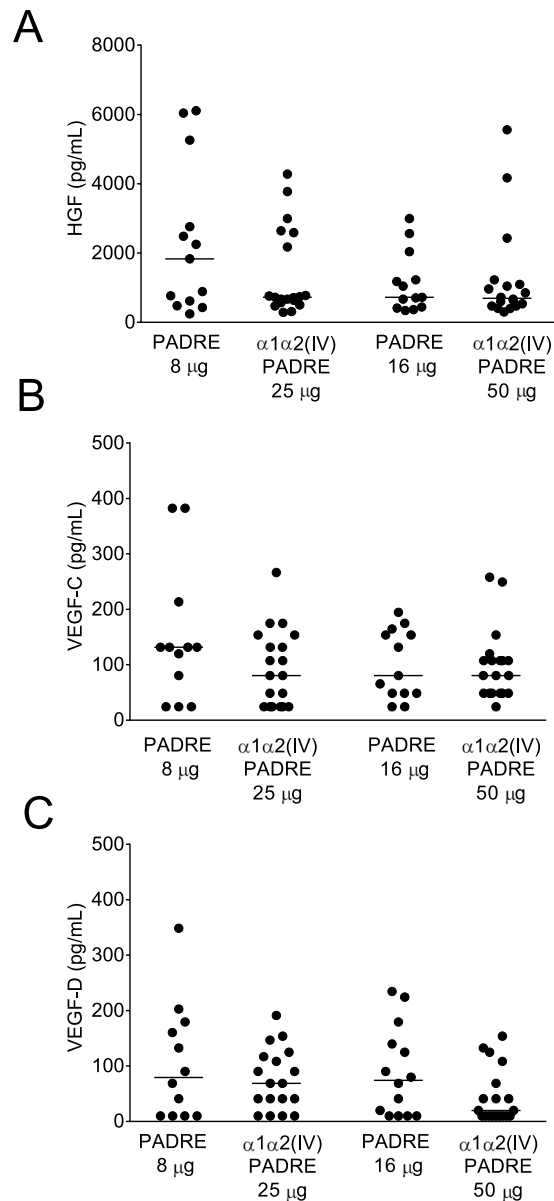 A
8000
6000
4000
2000
0
HGF (pg/mL)
PADRE
8 μg
α1α2(IV)
PADRE
25 μg
PADRE
16 μg
α1α2(IV)
PADRE
50 μg
B
500
400
300
200
100
0
VEGF-C (pg/mL)
PADRE
8 μg
α1α2(IV)
PADRE
25 μg
PADRE
16 μg
α1α2(IV)
PADRE
50 μg
C
500
400
300
200
100
0
VEGF-D (pg/mL)
PADRE
8 μg
α1α2(IV)
PADRE
25 μg
PADRE
16 μg
α1α2(IV)
PADRE
50 μg